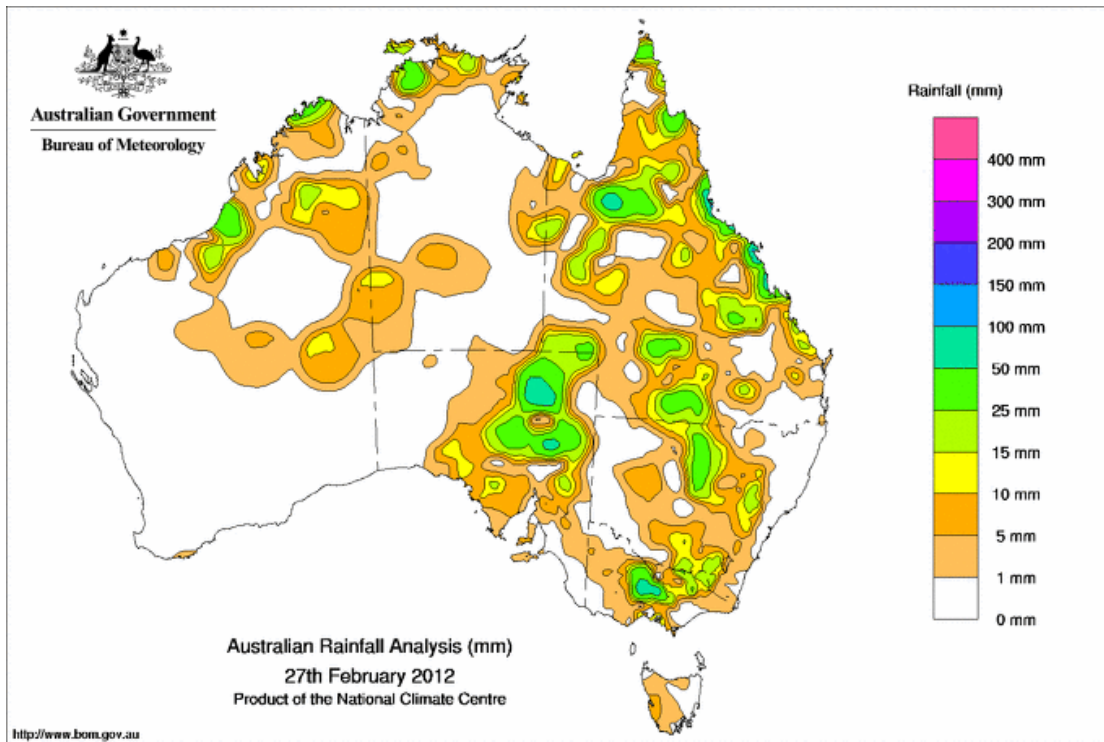 Australian Government
Bureau of Meteorology
Rainfall (mm)
400 mm
300 mm
200 mm
150 mm
100 mm
50 mm
25 mm
15 mm
10 mm
5 mm
1 mm
0 mm
Australian Rainfall Analysis (mm)
27th February 2012
Product of the National Climate Centre
http://www.bom.gov.au